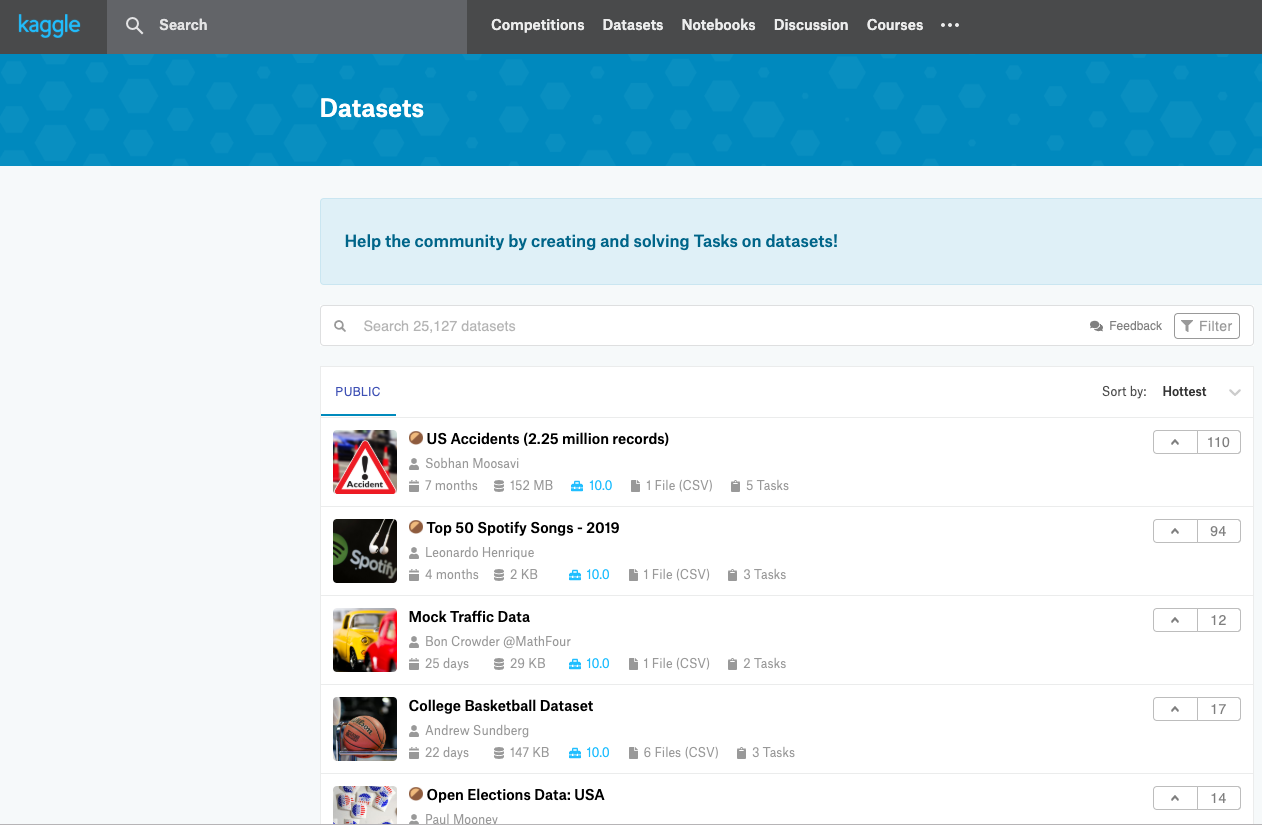 kaggle
Search
Competitions Datasets Notebooks Discussion Courses
Datasets
Help the community by creating and solving Tasks on datasets!
Search 25,127 datasets
Feedback
Filter
PUBLIC
Sort by: Hottest
Accident
US Accidents (2.25 million records)
110
Sobhan Moosavi
7 months 152 MB 10.0 1 File (CSV) 5 Tasks
Spotify
Top 50 Spotify Songs - 2019
94
Leonardo Henrique
4 months 2 KB 10.0 1 File (CSV) 3 Tasks
Mock Traffic Data
12
Bon Crowder @MathFour
25 days 29 KB 10.0 1 File (CSV) 2 Tasks
College Basketball Dataset
17
Andrew Sundberg
22 days 147 KB 10.0 6 Files (CSV) 3 Tasks
Open Elections Data: USA
14
Paul Mooney